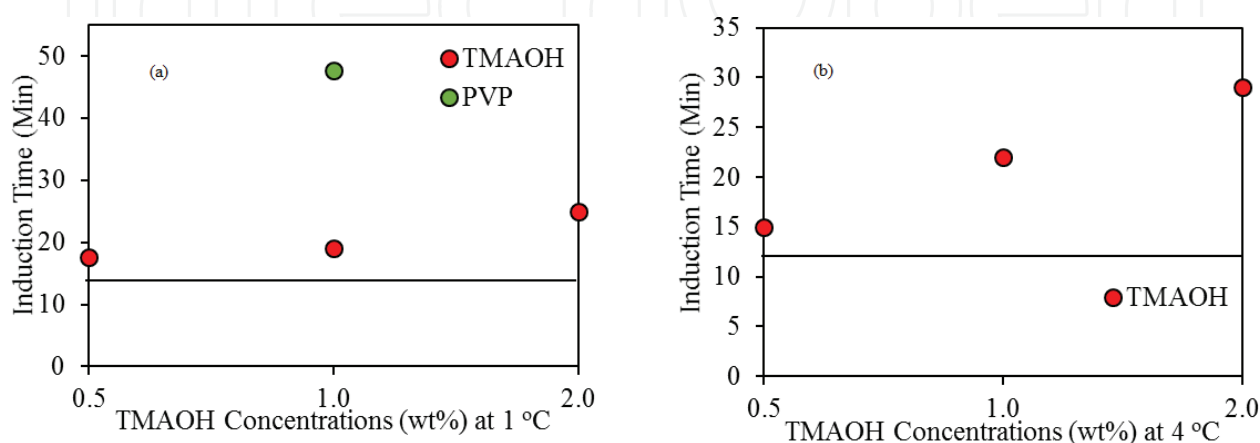 (a)
TMAOH
PVP
Induction Time (Min)
50
40
30
20
10
0
0.5 1.0 2.0
TMAOH Concentrations (wt%) at 1 °C
(b)
TMAOH
Induction Time (Min)
35
30
25
20
15
10
5
0
0.5 1.0 2.0
TMAOH Concentrations (wt%) at 4 °C